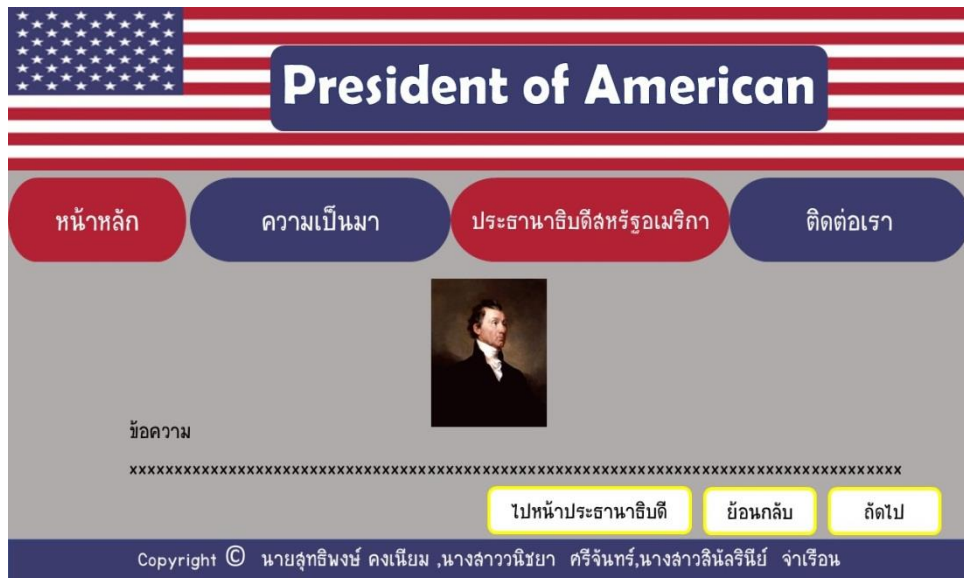 President of American
หน้าหลัก ความเป็นมา ประธานาธิบดีสหรัฐอเมริกา ติดต่อเรา
ข้อความ
xxxxxxxxxxxxxxxxxxxxxxxxxxxxxxxxxxxxxxxxxxxxxxxxxxxxxxxxxxxxxxxxxxxxxxxxxxxxxxxxxxxxxx
ไปหน้าประธานาธิบดี ย้อนกลับ ถัดไป
Copyright © นายสุทธิพงษ์ คงเนียม ,นางสาววนิชยา ศรีจันทร์,นางสาวสินัลรินีย์ จ่าเรือน